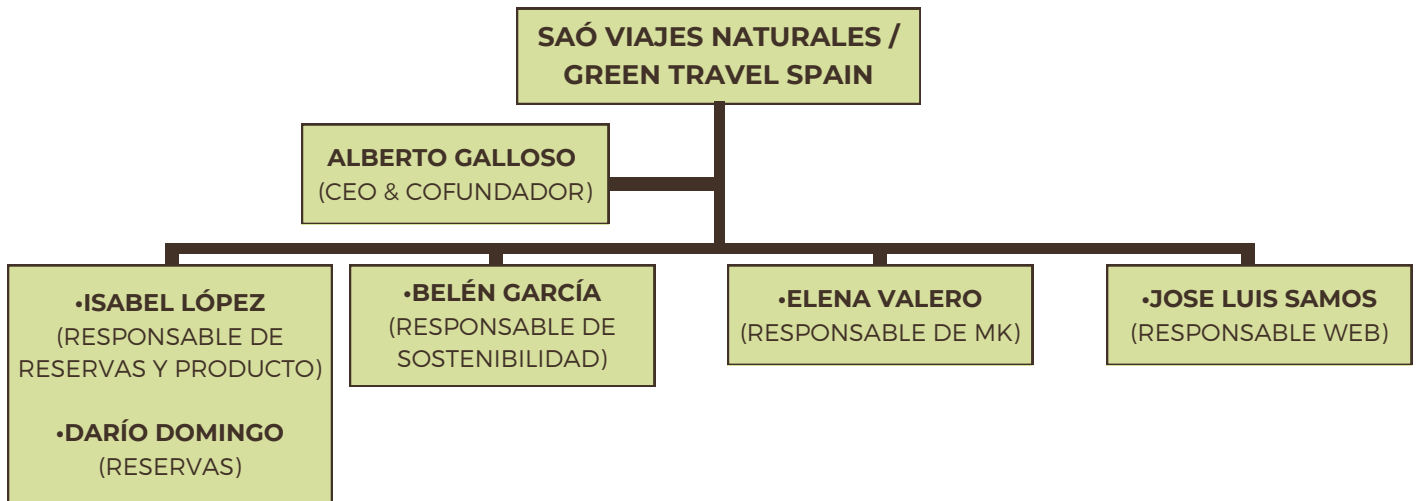 SAÓ VIAJES NATURALES /
GREEN TRAVEL SPAIN
ALBERTO GALLOSO
(CEO & COFUNDADOR)
•ISABEL LÓPEZ
(RESPONSABLE DE
RESERVAS Y PRODUCTO)
•DARÍO DOMINGO
(RESERVAS)
•BELÉN GARCÍA
(RESPONSABLE DE
SOSTENIBILIDAD)
•ELENA VALERO
(RESPONSABLE DE MK)
•JOSE LUIS SAMOS
(RESPONSABLE WEB)